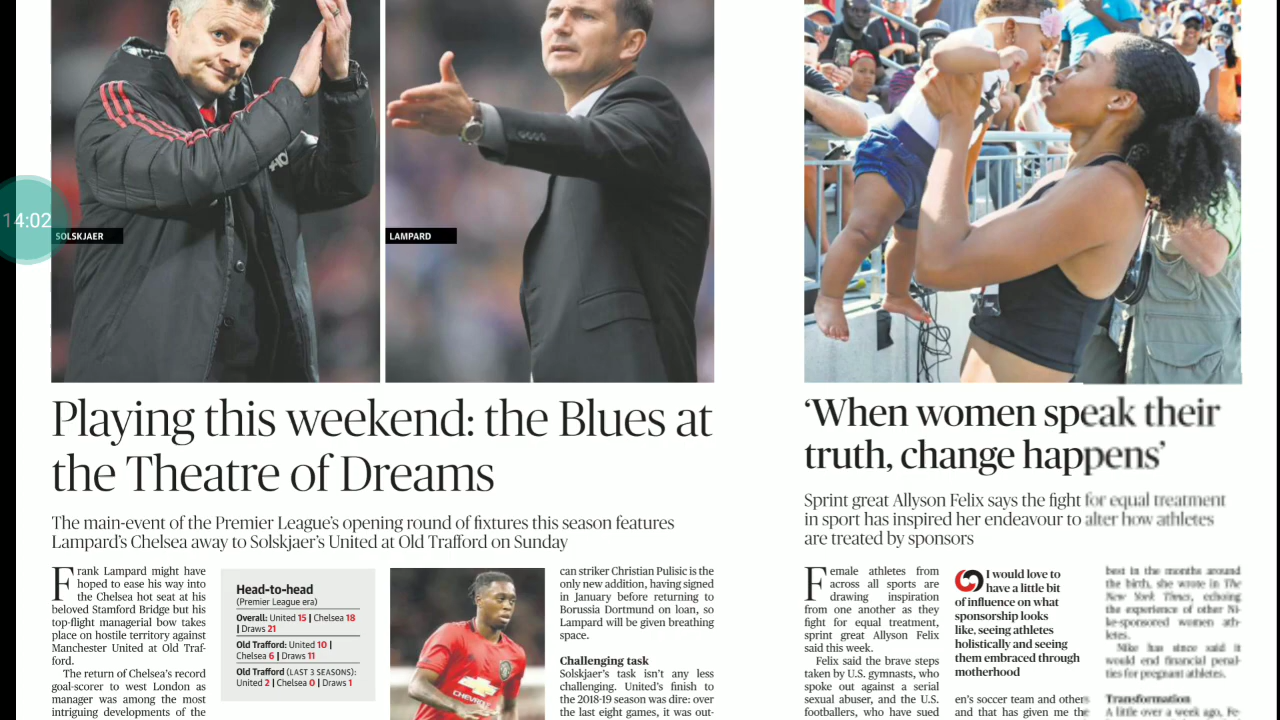 14:02
SOLSKJAER
LAMPARD
Playing this weekend: the Blues at
the Theatre of Dreams
The main-event of the Premier League's opening round of fixtures this season features
Lampard's Chelsea away to Solskjaer's United at Old Trafford on Sunday
Frank Lampard might have
hoped to ease his way into
the Chelsea hot seat at his
beloved Stamford Bridge but his
top-flight managerial bow takes
place on hostile territory against
Manchester United at Old Traf-
ford.
The return of Chelsea's record
goal-scorer to west London as
manager was among the most
intriguing developments of the
Head-to-head
(Premier League era)
Overall: United 15 | Chelsea 18
| Draws 21
Old Trafford: United 10 |
Chelsea 6 | Draws 11
Old Trafford (LAST 3 SEASONS):
United 2 | Chelsea 0 | Draws 1
CHEVROLET
can striker Christian Pulisic is the
only new addition, having signed
in January before returning to
Borussia Dortmund on loan, so
Lampard will be given breathing
space.
Challenging task
Solskjaer's task isn't any less
challenging. United's finish to
the 2018-19 season was dire: over
the last eight games, it was out-
'When women speak their
truth, change happens'
Sprint great Allyson Felix says the fight for equal treatment
in sport has inspired her endeavour to alter how athletes
are treated by sponsors
Female athletes from
across all sports are
drawing inspiration
from one another as they
fight for equal treatment,
sprint great Allyson Felix
said this week.
Felix said the brave steps
taken by U.S. gymnasts, who
spoke out against a serial
sexual abuser, and the U.S.
footballers, who have sued
I would love to
have a little bit
of influence on what
sponsorship looks
like, seeing athletes
holistically and seeing
them embraced through
motherhood
en's soccer team and others
and that has given me the
best in the months around
the birth, she wrote in The
New York Times, echoing
the experience of other Ni-
ke-sponsored women ath-
letes.
Nike has since said it
would end financial penal-
ties for pregnant athletes.
Transformation
A little over a week ago, Fe-